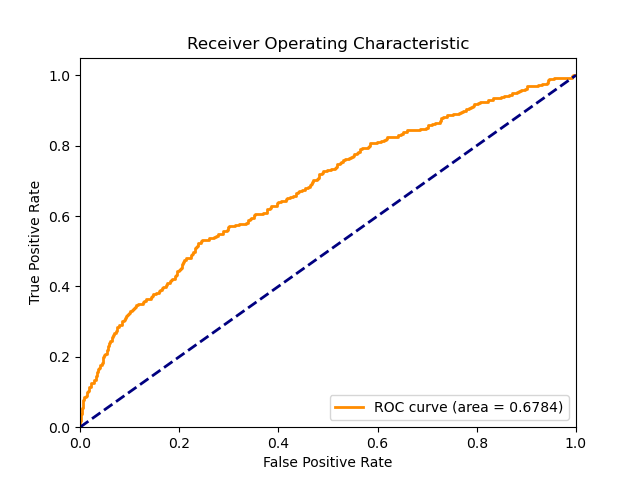 Receiver Operating Characteristic
True Positive Rate
1.0
0.8
0.6
0.4
0.2
0.0
ROC curve (area = 0.6784)
0.0 0.2 0.4 0.6 0.8 1.0
False Positive Rate